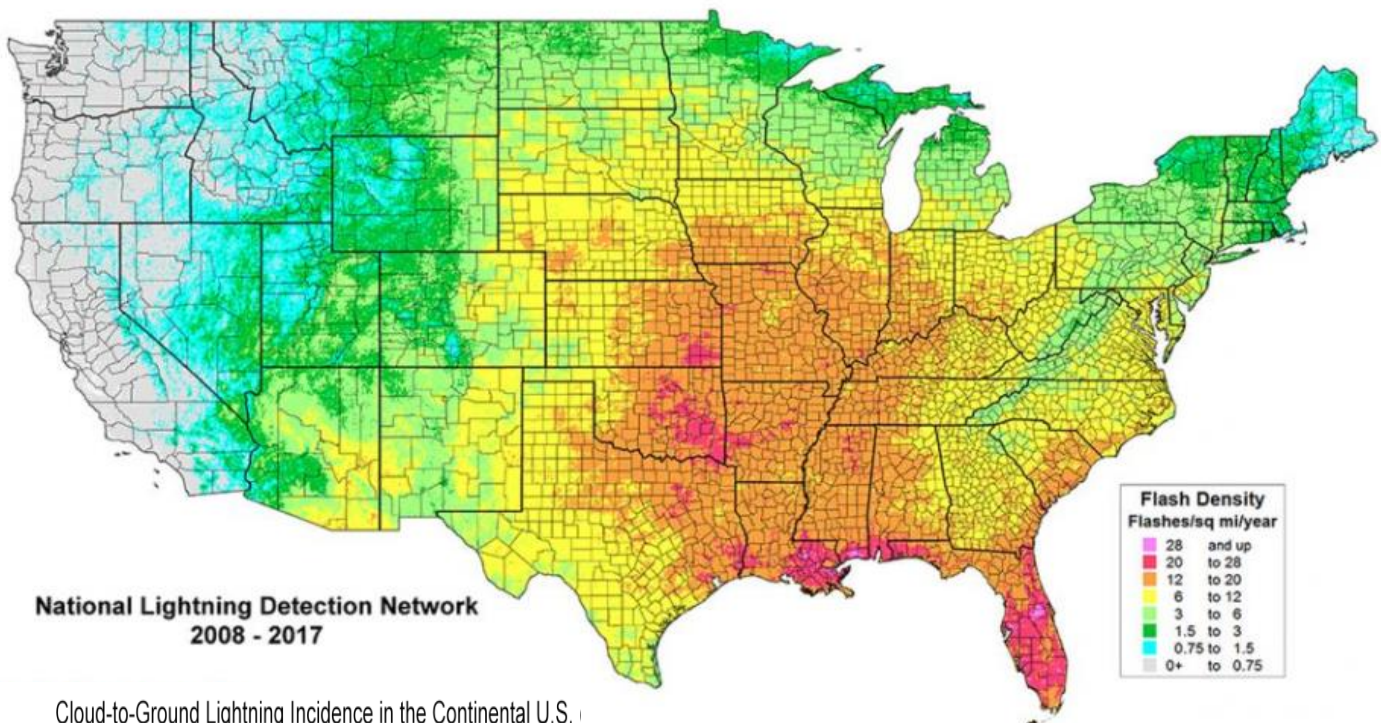 National Lightning Detection Network
2008 - 2017
Flash Density
Flashes/sq mi/year
28 and up
20 to 28
12 to 20
6 to 12
3 to 6
1.5 to 3
0.75 to 1.5
0+ to 0.75
Cloud-to-Ground Lightning Incidence in the Continental U.S. (